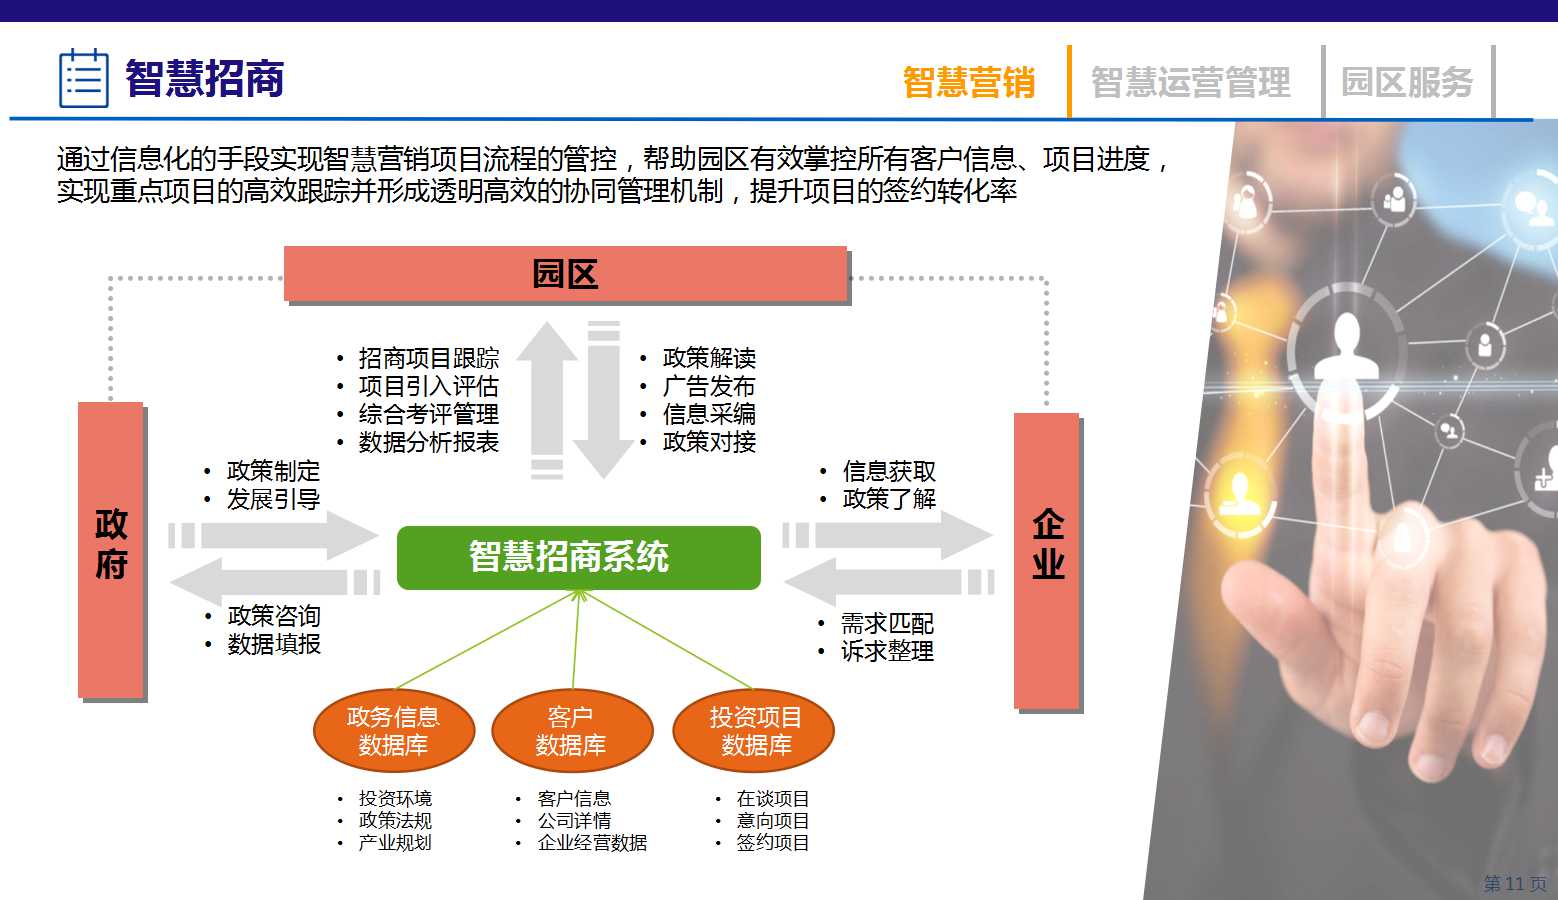 智慧招商
智慧营销
智慧运营管理
园区服务
通过信息化的手段实现智慧营销项目流程的管控，帮助园区有效掌控所有客户信息、项目进度，
实现重点项目的高效跟踪并形成透明高效的协同管理机制，提升项目的签约转化率
园区
• 招商项目跟踪
• 项目引入评估
• 综合考评管理
• 数据分析报表
• 政策解读
• 广告发布
• 信息采编
• 政策对接
政府
• 政策制定
• 发展引导
• 政策咨询
• 数据填报
智慧招商系统
• 信息获取
• 政策了解
• 需求匹配
• 诉求整理
企业
政务信息
数据库
客户
数据库
投资项目
数据库
• 投资环境
• 政策法规
• 产业规划
• 客户信息
• 公司详情
• 企业经营数据
• 在谈项目
• 意向项目
• 签约项目
第 11 页